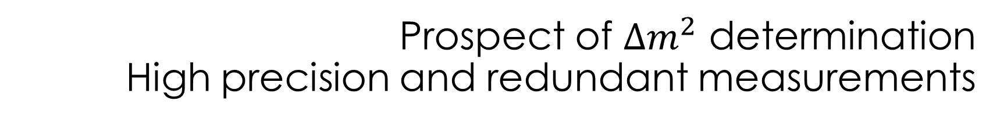 Prospect of Δm² determination
High precision and redundant measurements